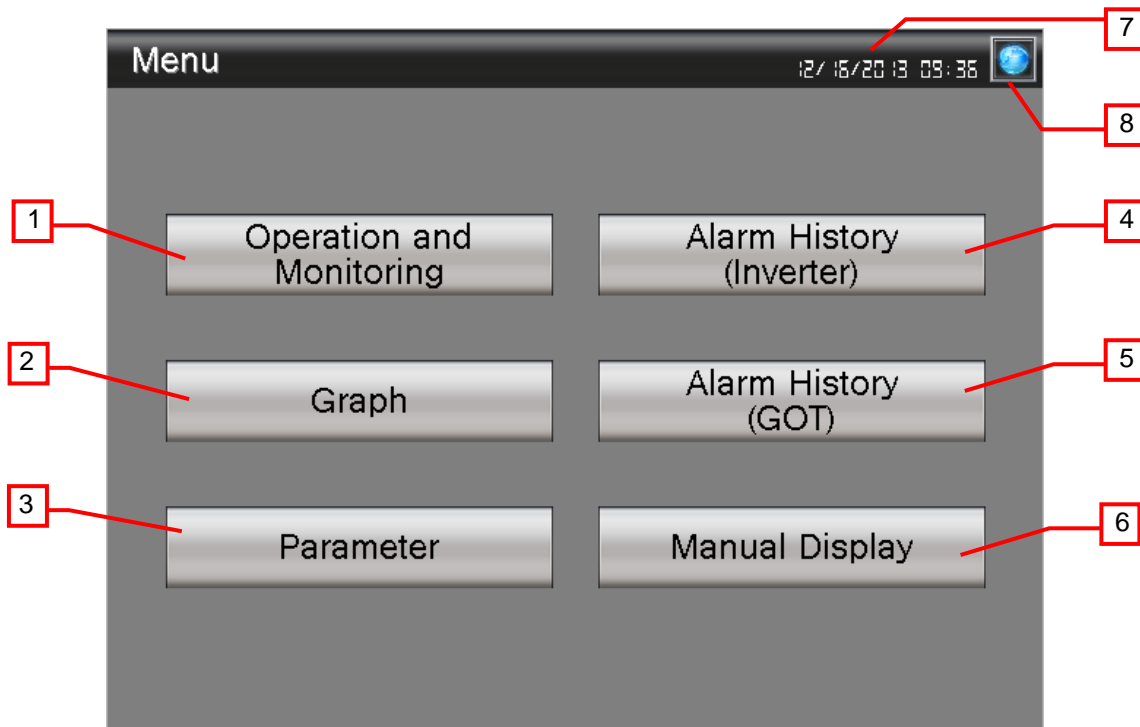 7
Menu
12/16/2013 09:36
8
1
Operation and
Monitoring
Alarm History
(Inverter)
4
2
Graph
Alarm History
(GOT)
5
3
Parameter
Manual Display
6